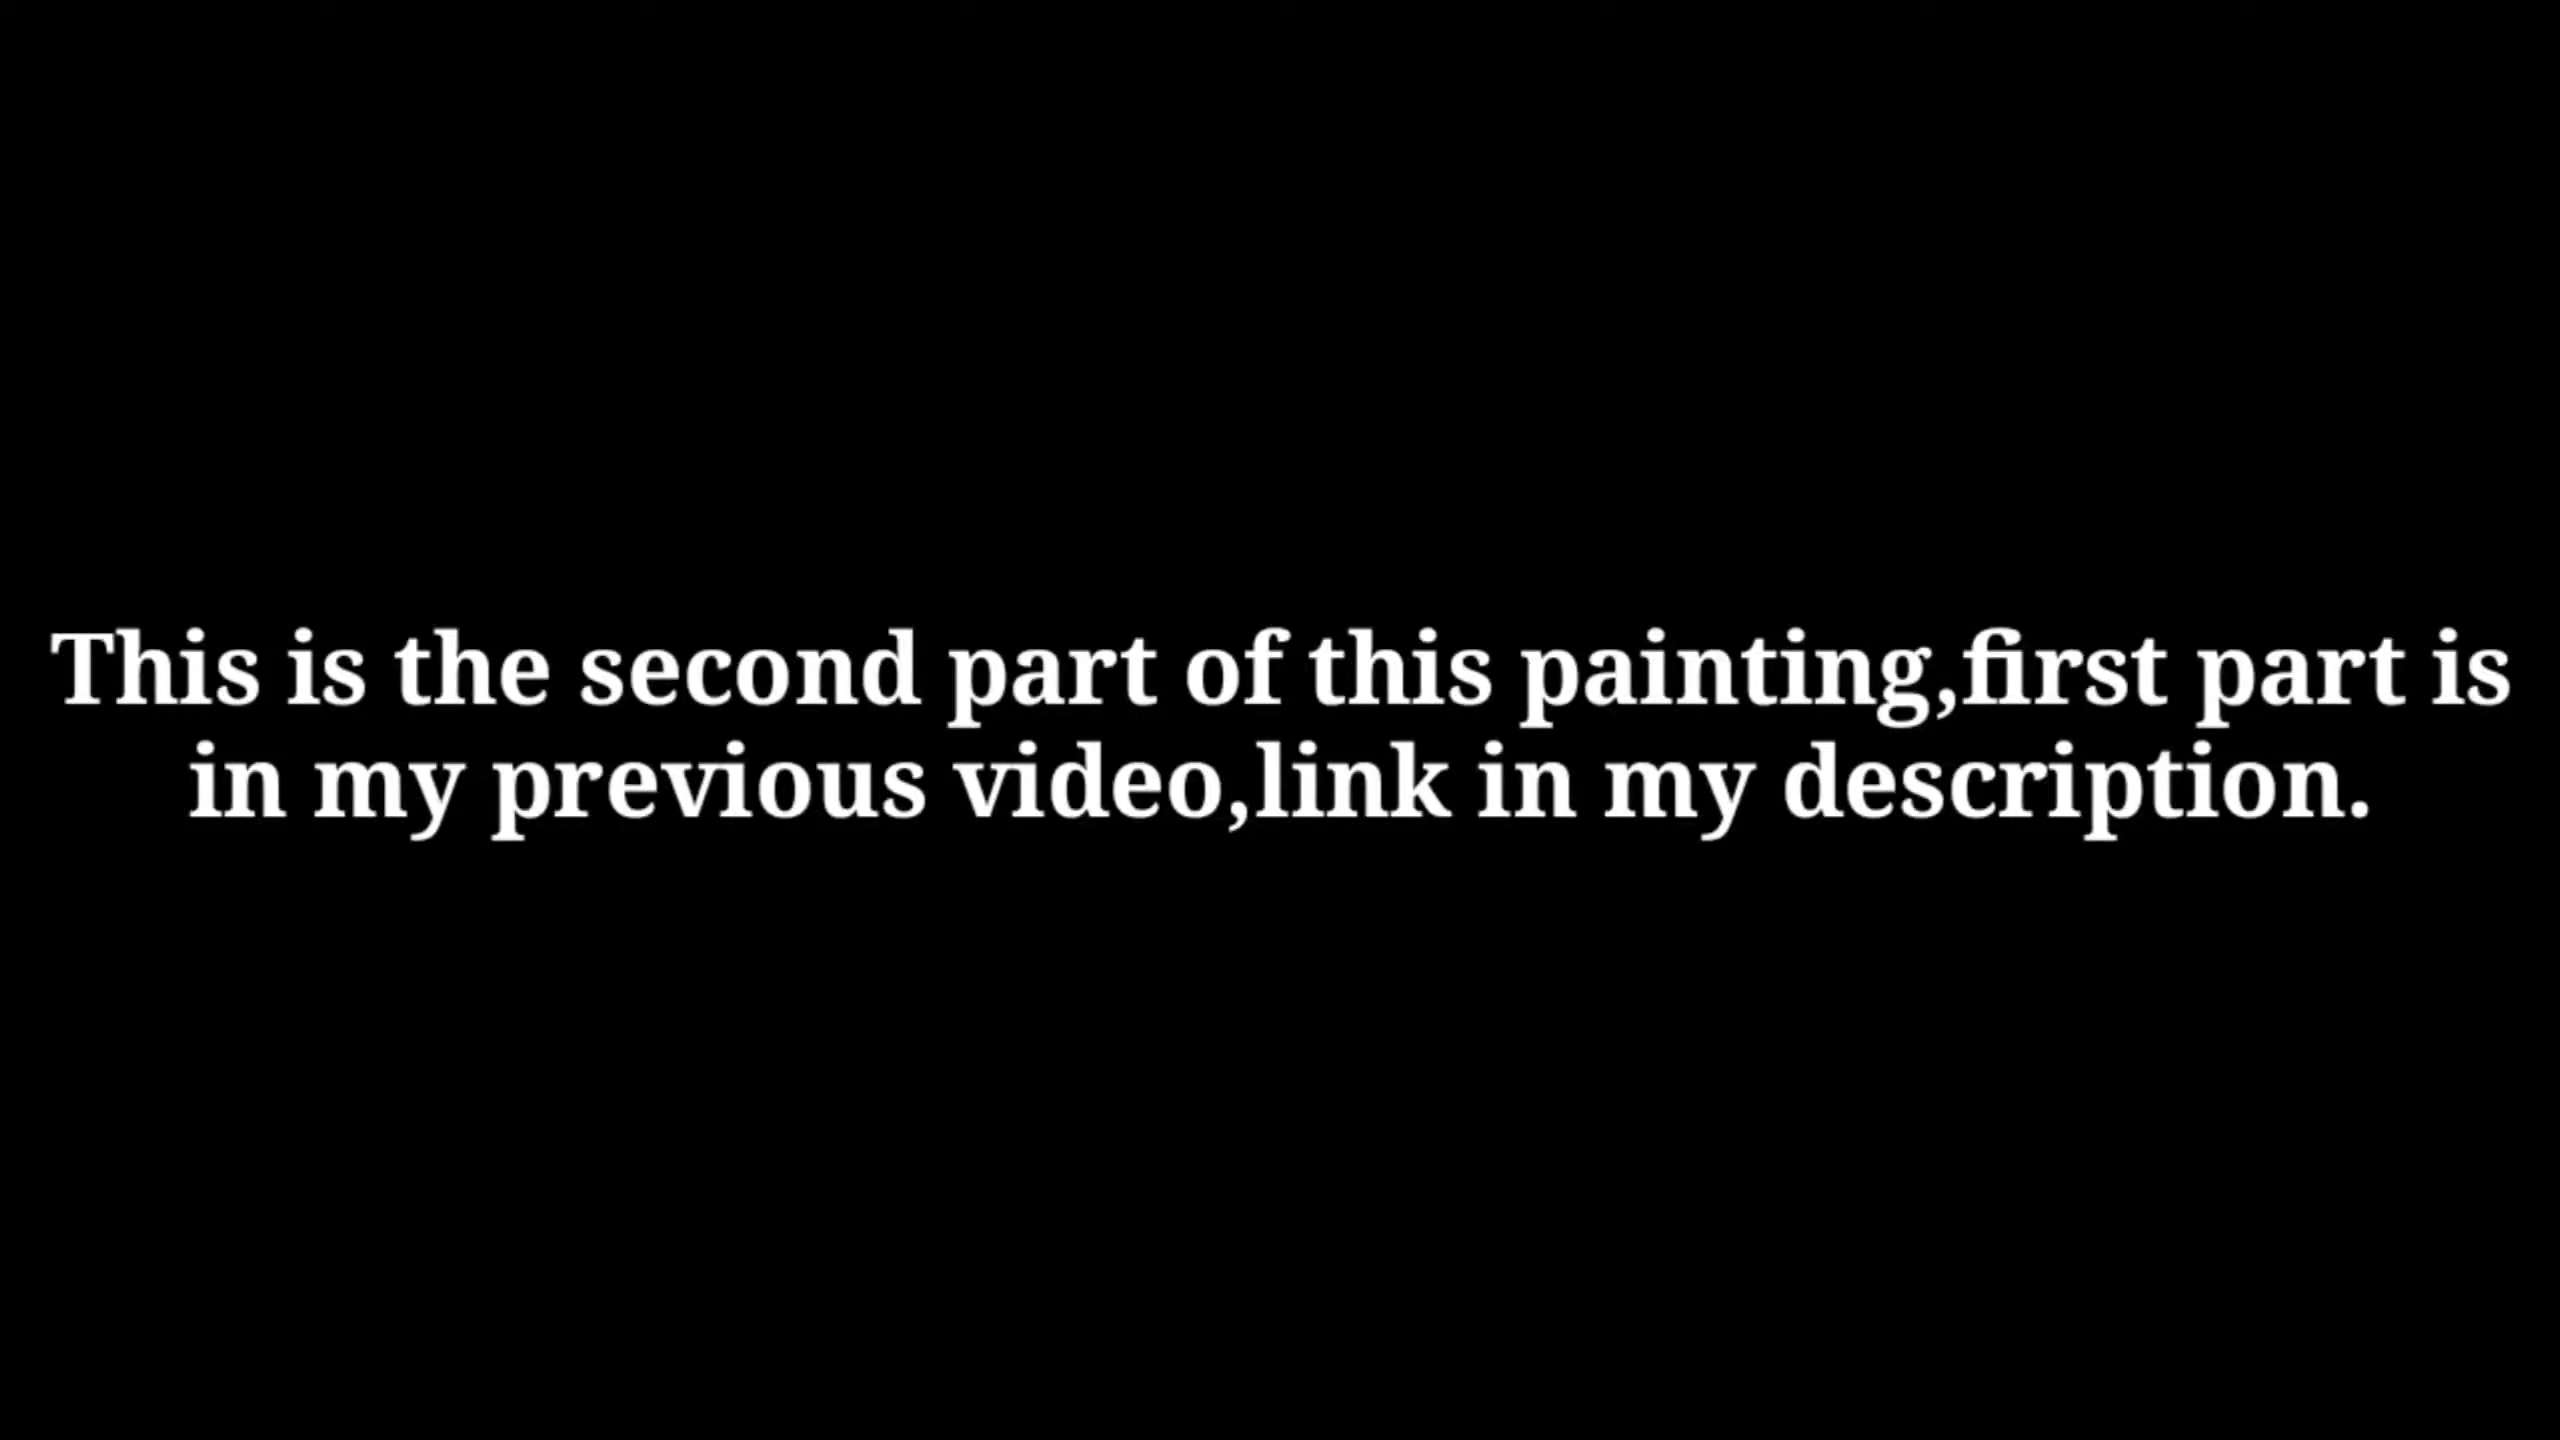 This is the second part of this painting,first part is
in my previous video,link in my description.